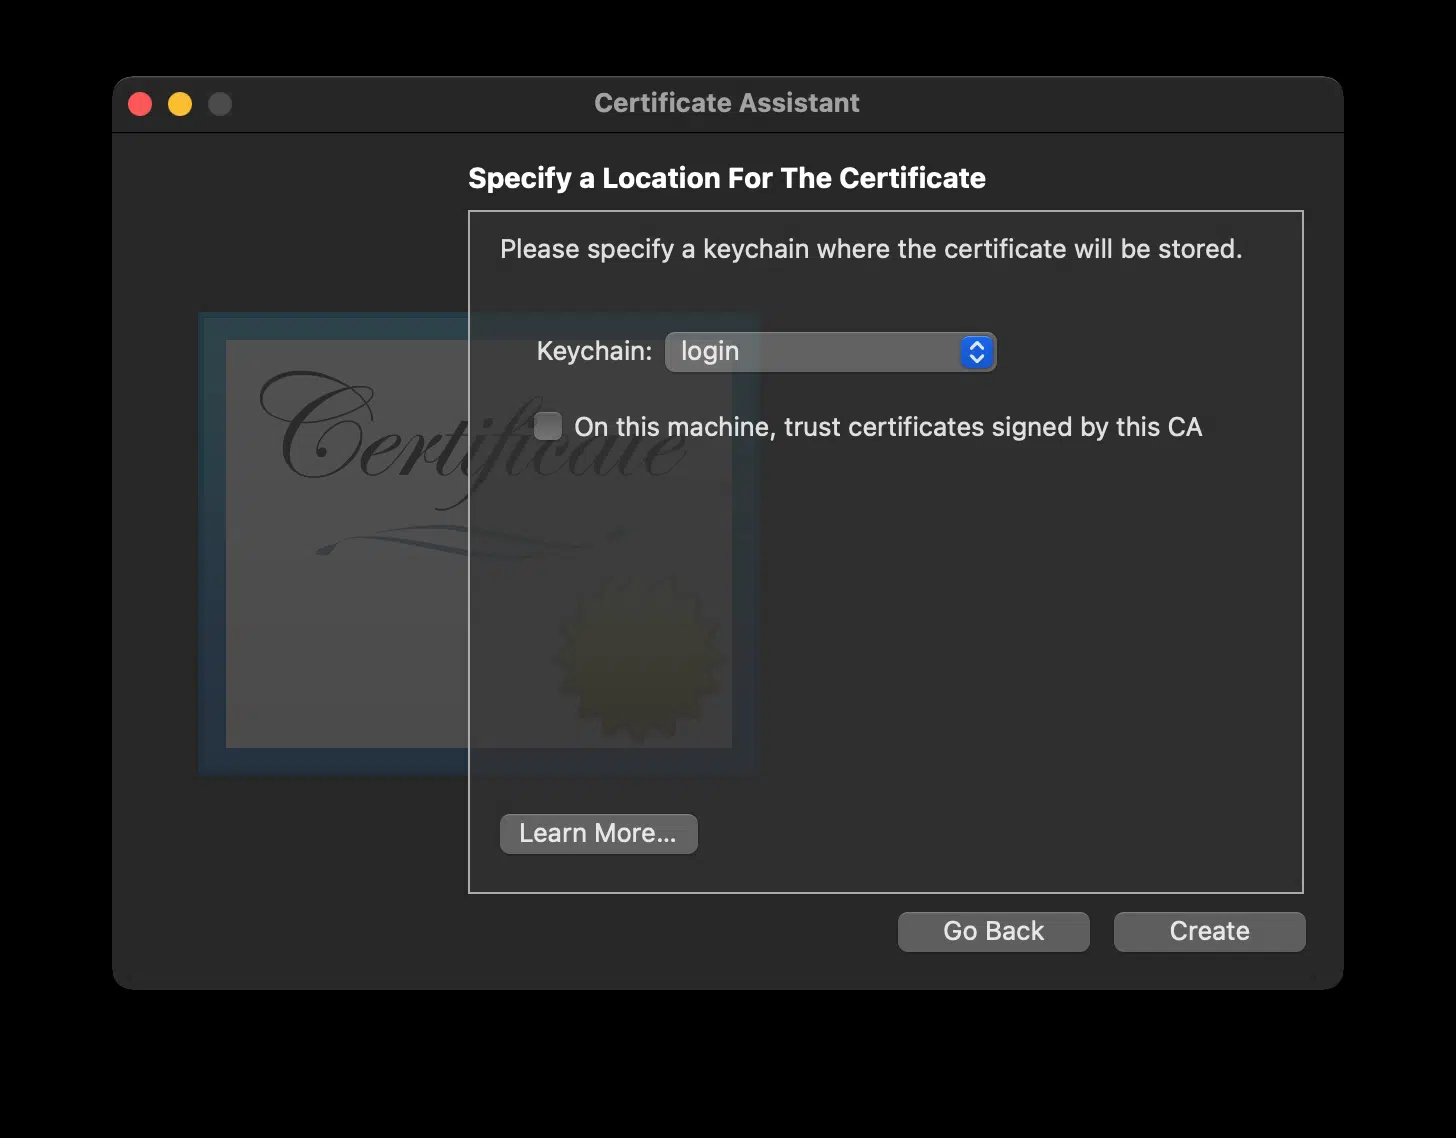 Certificate Assistant
Specify a Location For The Certificate
Please specify a keychain where the certificate will be stored.
Keychain: login
On this machine, trust certificates signed by this CA
Certificate
Learn More...
Go Back Create